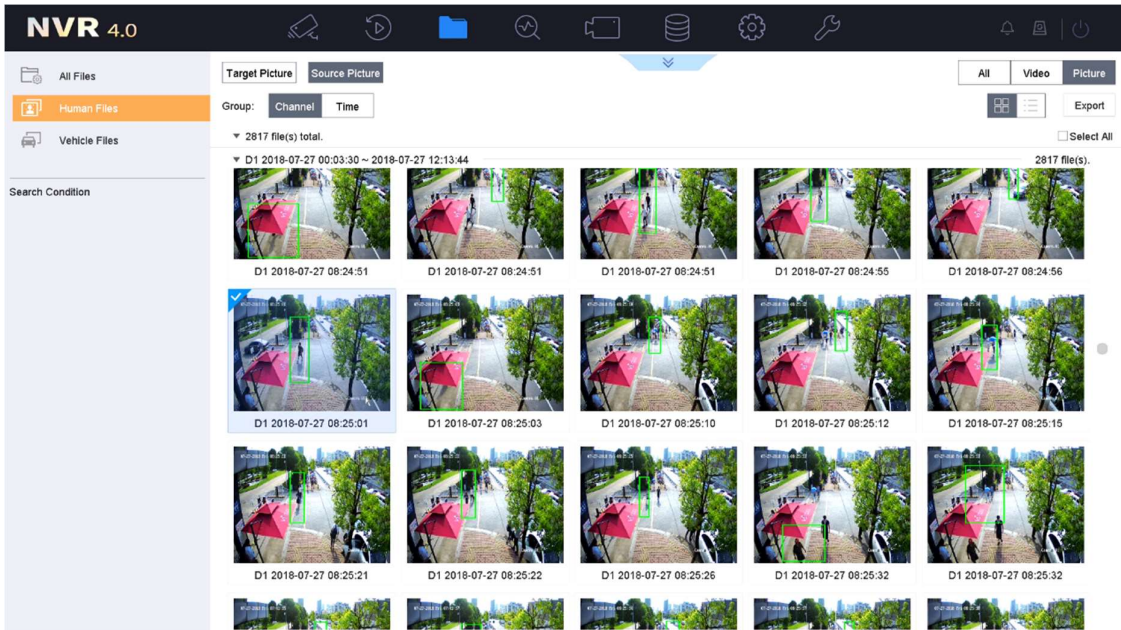 NVR 4.0
All Files
Human Files
Vehicle Files
Search Condition
Target Picture Source Picture
All Video Picture
Group: Channel Time
Export
2817 file(s) total.
Select All
D1 2018-07-27 00:03:30 ~ 2018-07-27 12:13:44
2817 file(s).
D1 2018-07-27 08:24:51
D1 2018-07-27 08:24:51
D1 2018-07-27 08:24:51
D1 2018-07-27 08:24:55
D1 2018-07-27 08:24:56
D1 2018-07-27 08:25:01
D1 2018-07-27 08:25:03
D1 2018-07-27 08:25:10
D1 2018-07-27 08:25:12
D1 2018-07-27 08:25:15
D1 2018-07-27 08:25:21
D1 2018-07-27 08:25:22
D1 2018-07-27 08:25:26
D1 2018-07-27 08:25:32
D1 2018-07-27 08:25:32